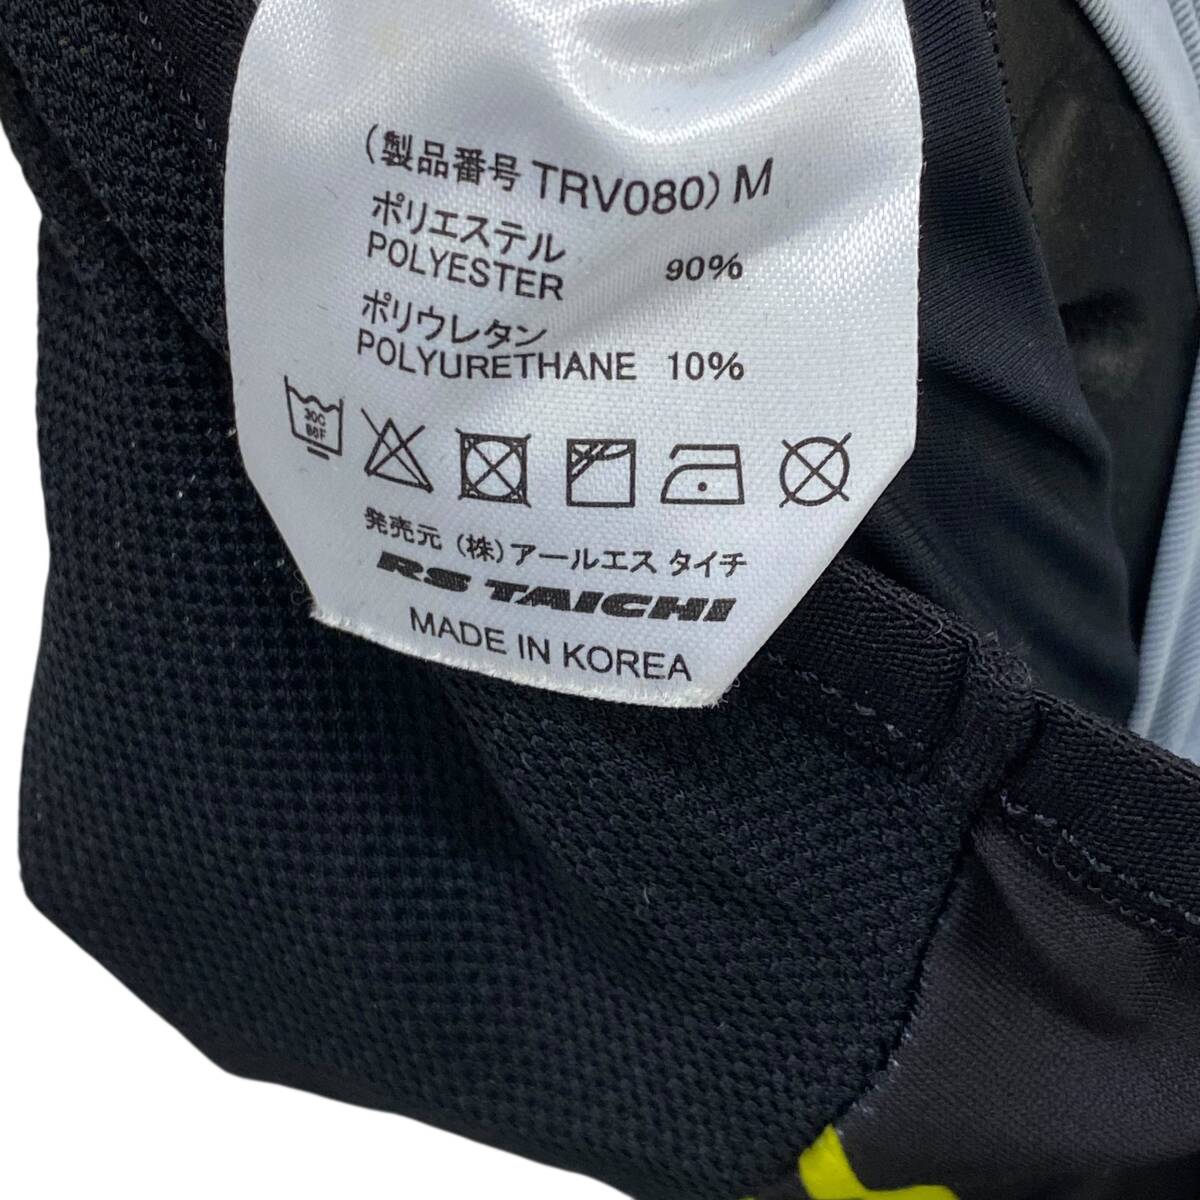 (製品番号 TRV080) M
ポリエステル
POLYESTER 90%
ポリウレタン
POLYURETHANE 10%
30C
86F
発売元 (株)アールエス タイチ
RS TAICHI
MADE IN KOREA